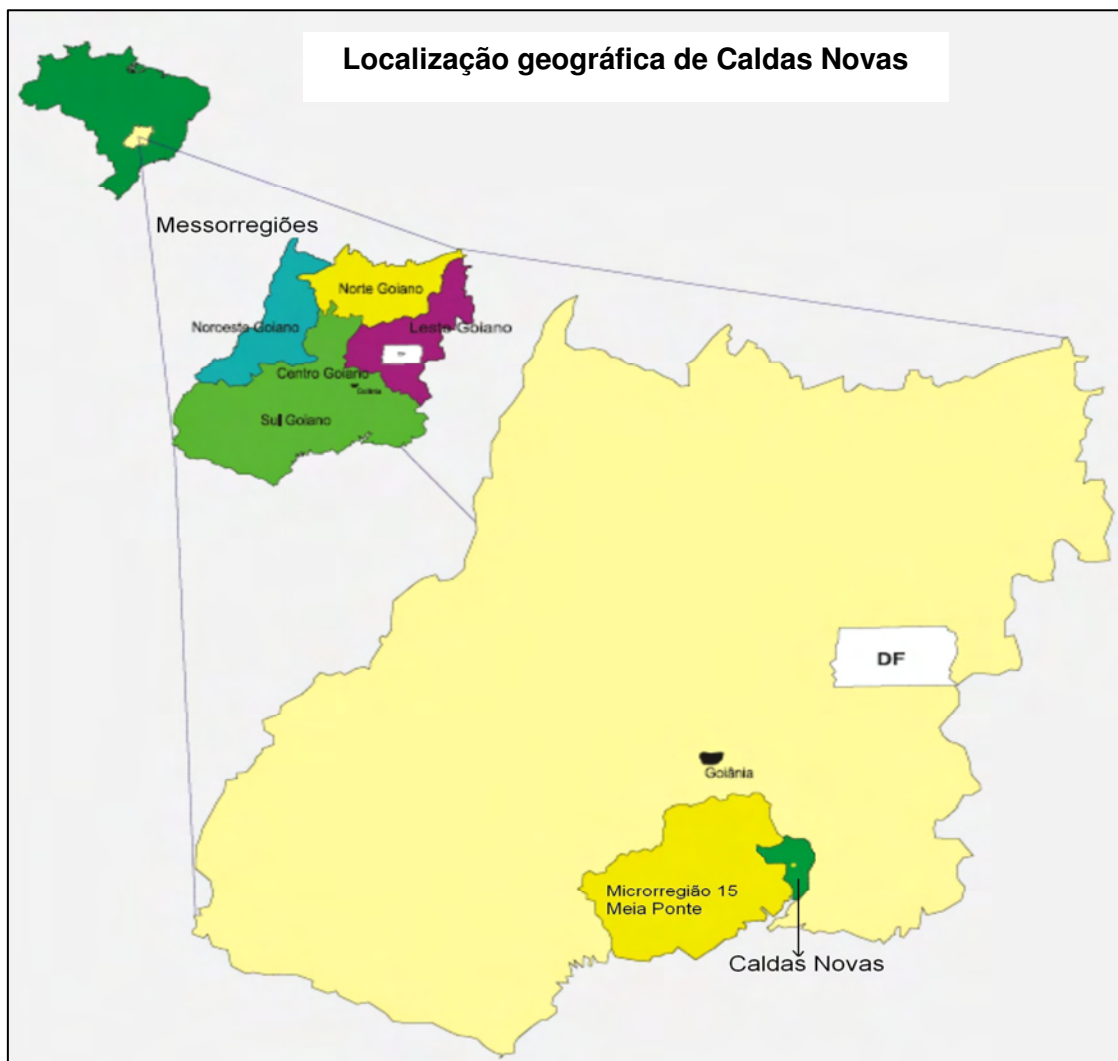 Localização geográfica de Caldas Novas
Messorregiões
Norte Goiano
Noroeste Goiano
Leste Goiano
Centro Goiano
Goiânia
Sul Goiano
DF
Goiânia
Microrregião 15
Meia Ponte
Caldas Novas